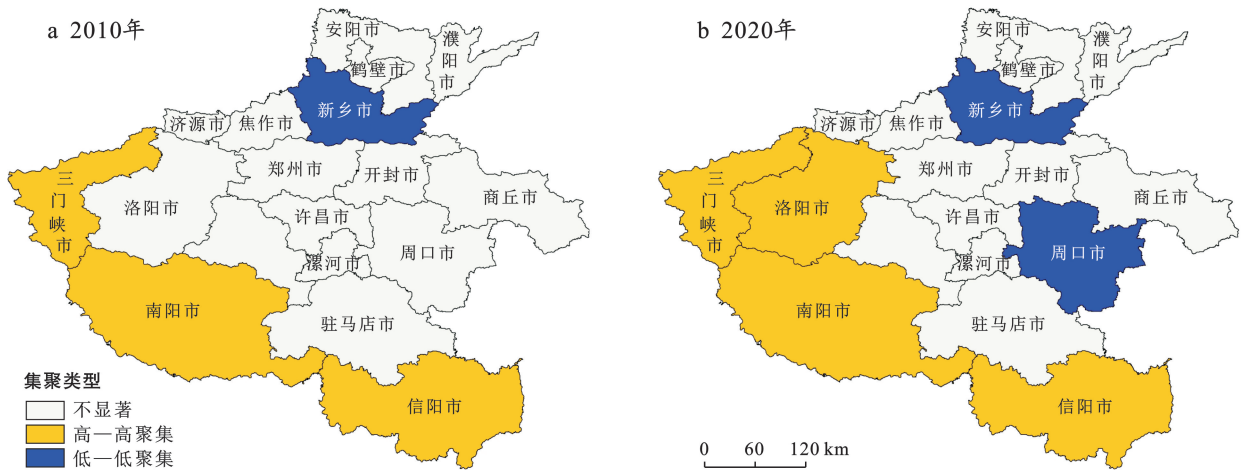 a 2010年
安阳市
濮阳市
鹤壁市
新乡市
济源市
焦作市
郑州市
开封市
三门峡市
洛阳市
商丘市
许昌市
周口市
漯河市
南阳市
驻马店市
信阳市
集聚类型
不显著
高—高聚集
低—低聚集
b 2020年
安阳市
濮阳市
鹤壁市
新乡市
济源市
焦作市
郑州市
开封市
三门峡市
洛阳市
商丘市
许昌市
周口市
漯河市
南阳市
驻马店市
信阳市
0 60 120 km